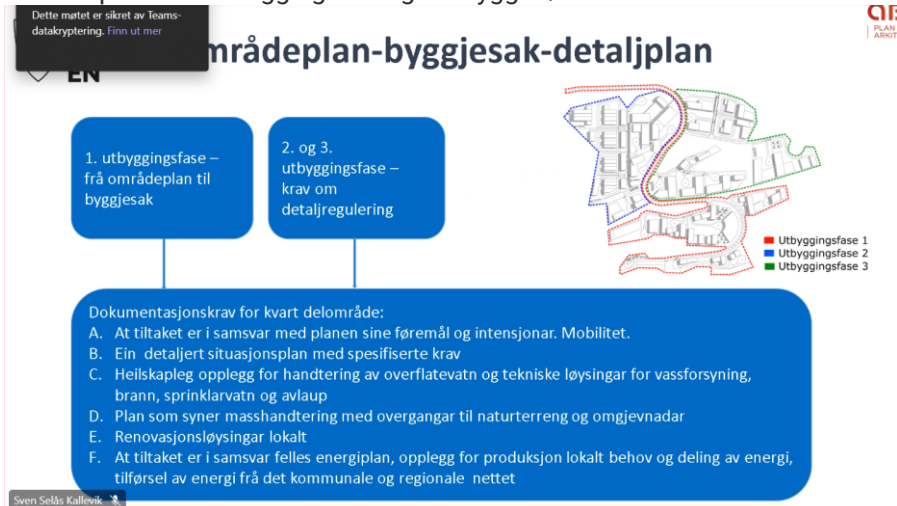 Dette møtet er sikret av Teams-
datakryptering. Finn ut mer
mrådeplan-byggjesak-detaljplan
EN
PLAN
ARKIT
1. utbyggingsfase –
frå områdeplan til
byggjesak
2. og 3.
utbyggingsfase –
krav om
detaljregulering
Utbyggingsfase 1
Utbyggingsfase 2
Utbyggingsfase 3
Dokumentasjonskrav for kvart delområde:
A. At tiltaket er i samsvar med planen sine føremål og intensjonar. Mobilitet.
B. Ein detaljert situasjonsplan med spesifiserte krav
C. Heilskapleg opplegg for handtering av overflatevatn og tekniske løysingar for vassforsyning,
brann, sprinklarvatn og avlaup
D. Plan som syner masshandtering med overgangar til naturterreng og omgjevnadar
E. Renovasjonsløysingar lokalt
F. At tiltaket er i samsvar felles energiplan, opplegg for produksjon lokalt behov og deling av energi,
tilførsel av energi frå det kommunale og regionale nettet
Sven Selås Kallevik